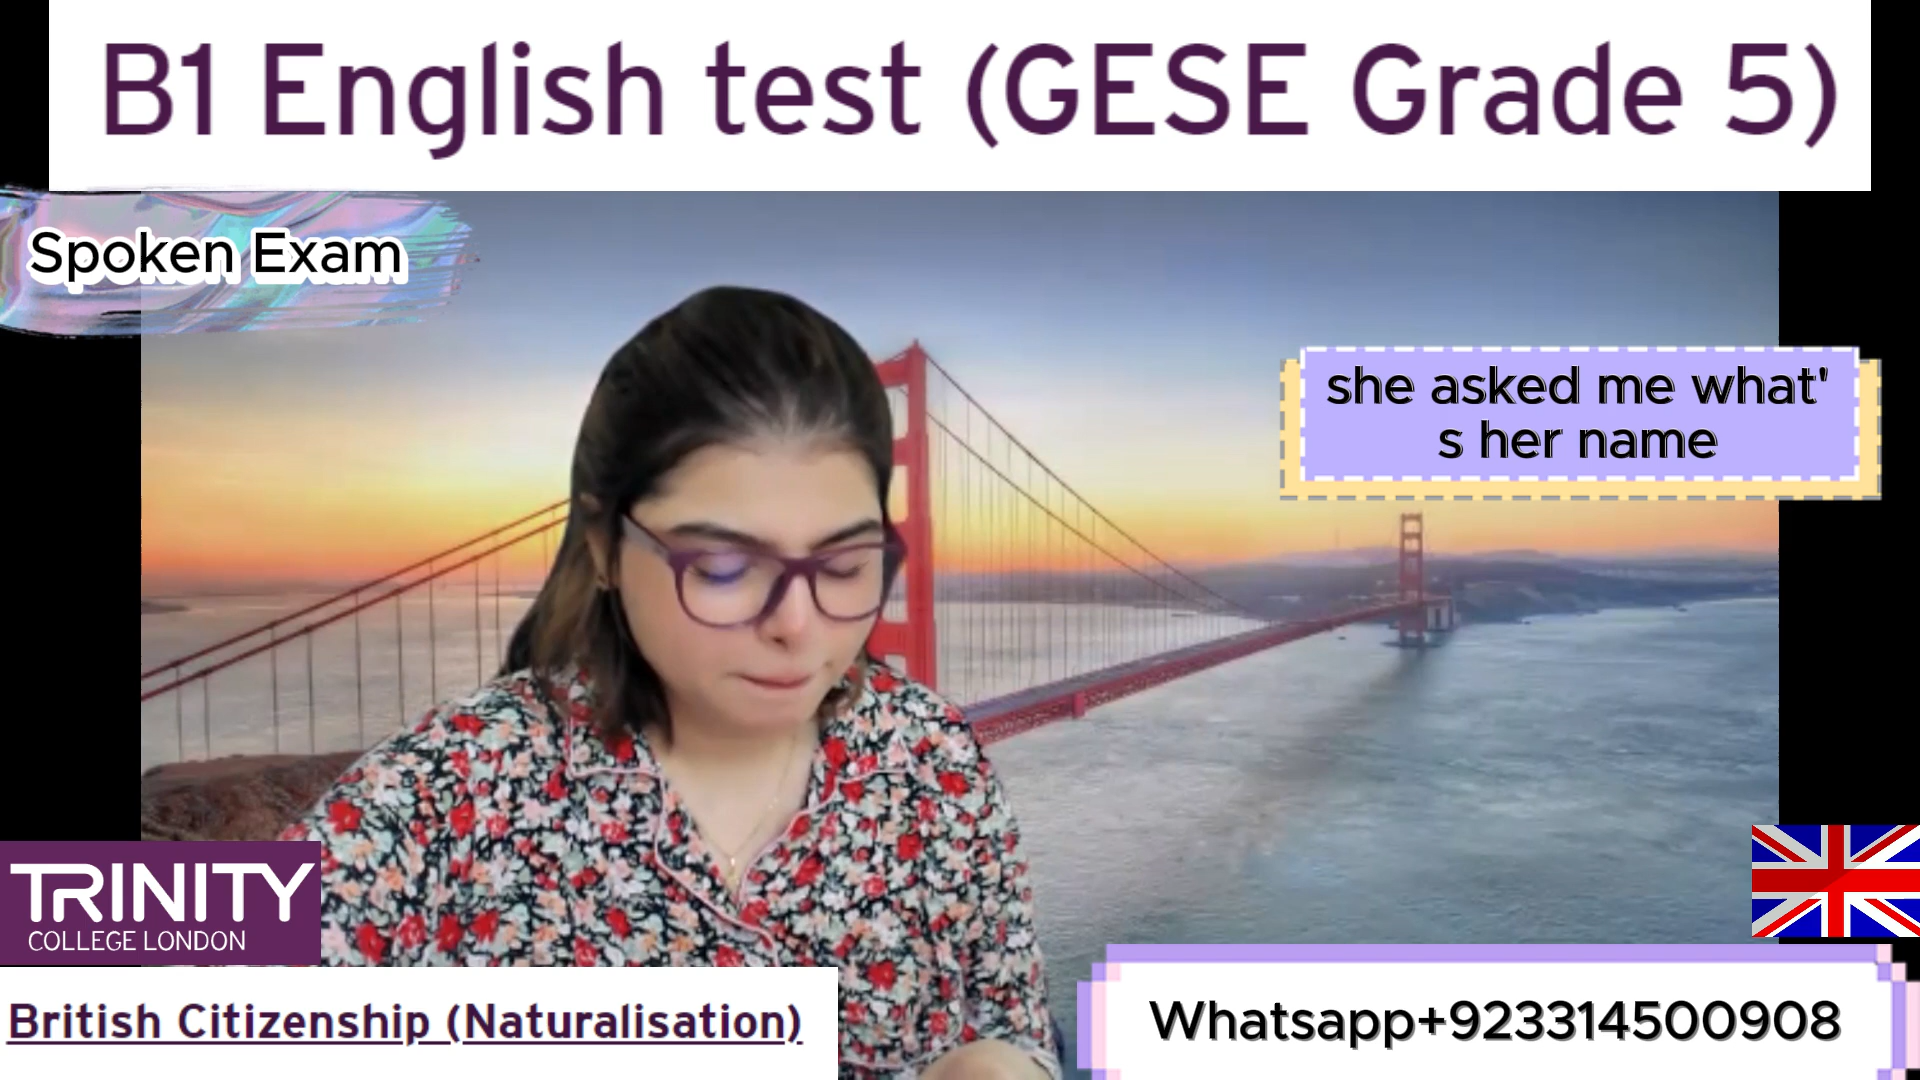 B1 English test (GESE Grade 5)
Spoken Exam
she asked me what'
s her name
TRINITY
COLLEGE LONDON
British Citizenship (Naturalisation)
Whatsapp+923314500908